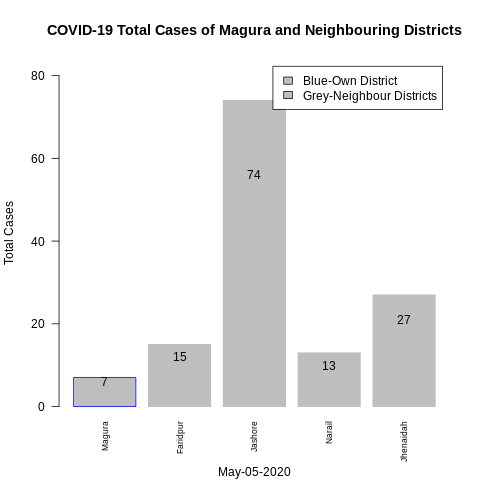 COVID-19 Total Cases of Magura and Neighbouring Districts
Blue-Own District
Grey-Neighbour Districts
Total Cases
80
60
40
20
0
7
15
74
13
27
Magura
Faridpur
Jashore
Narail
Jhenaidah
May-05-2020